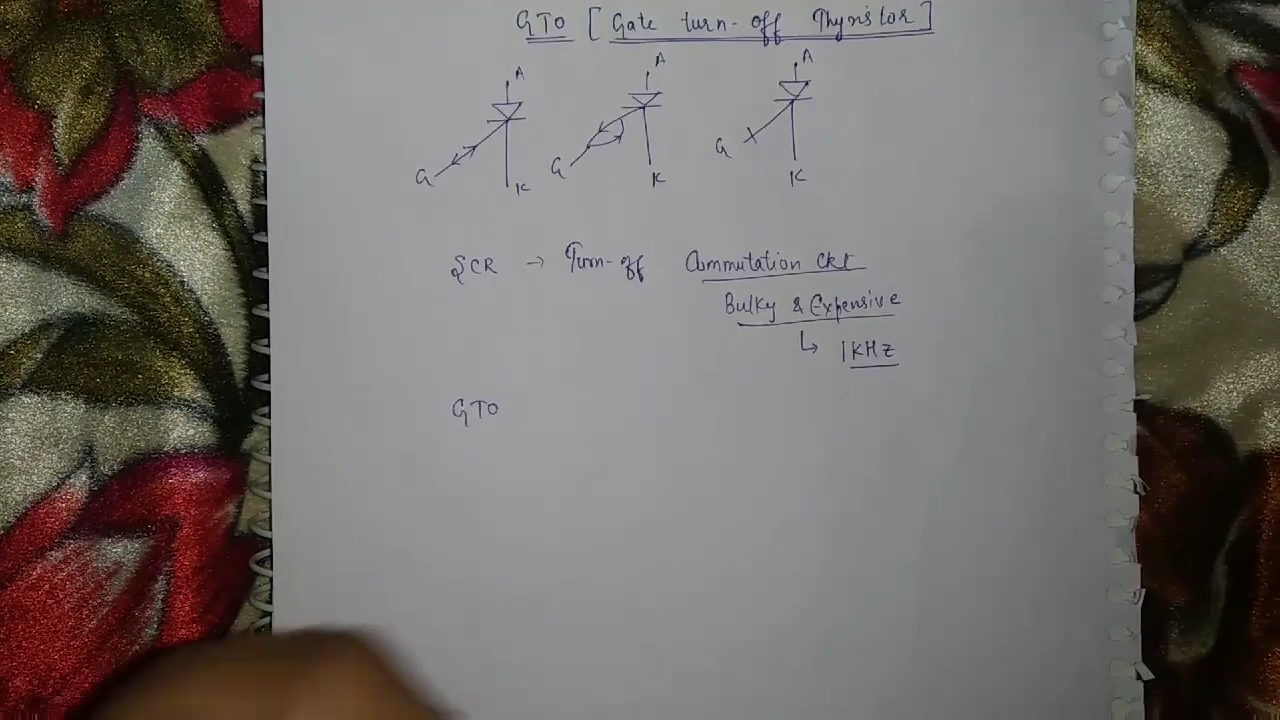 GTO [Gate turn-off Thyristor]
A A A
G K G K G K
SCR → Turn-off Commutation Ckt
Bulky & Expensive
↳ 1KHz
GTO